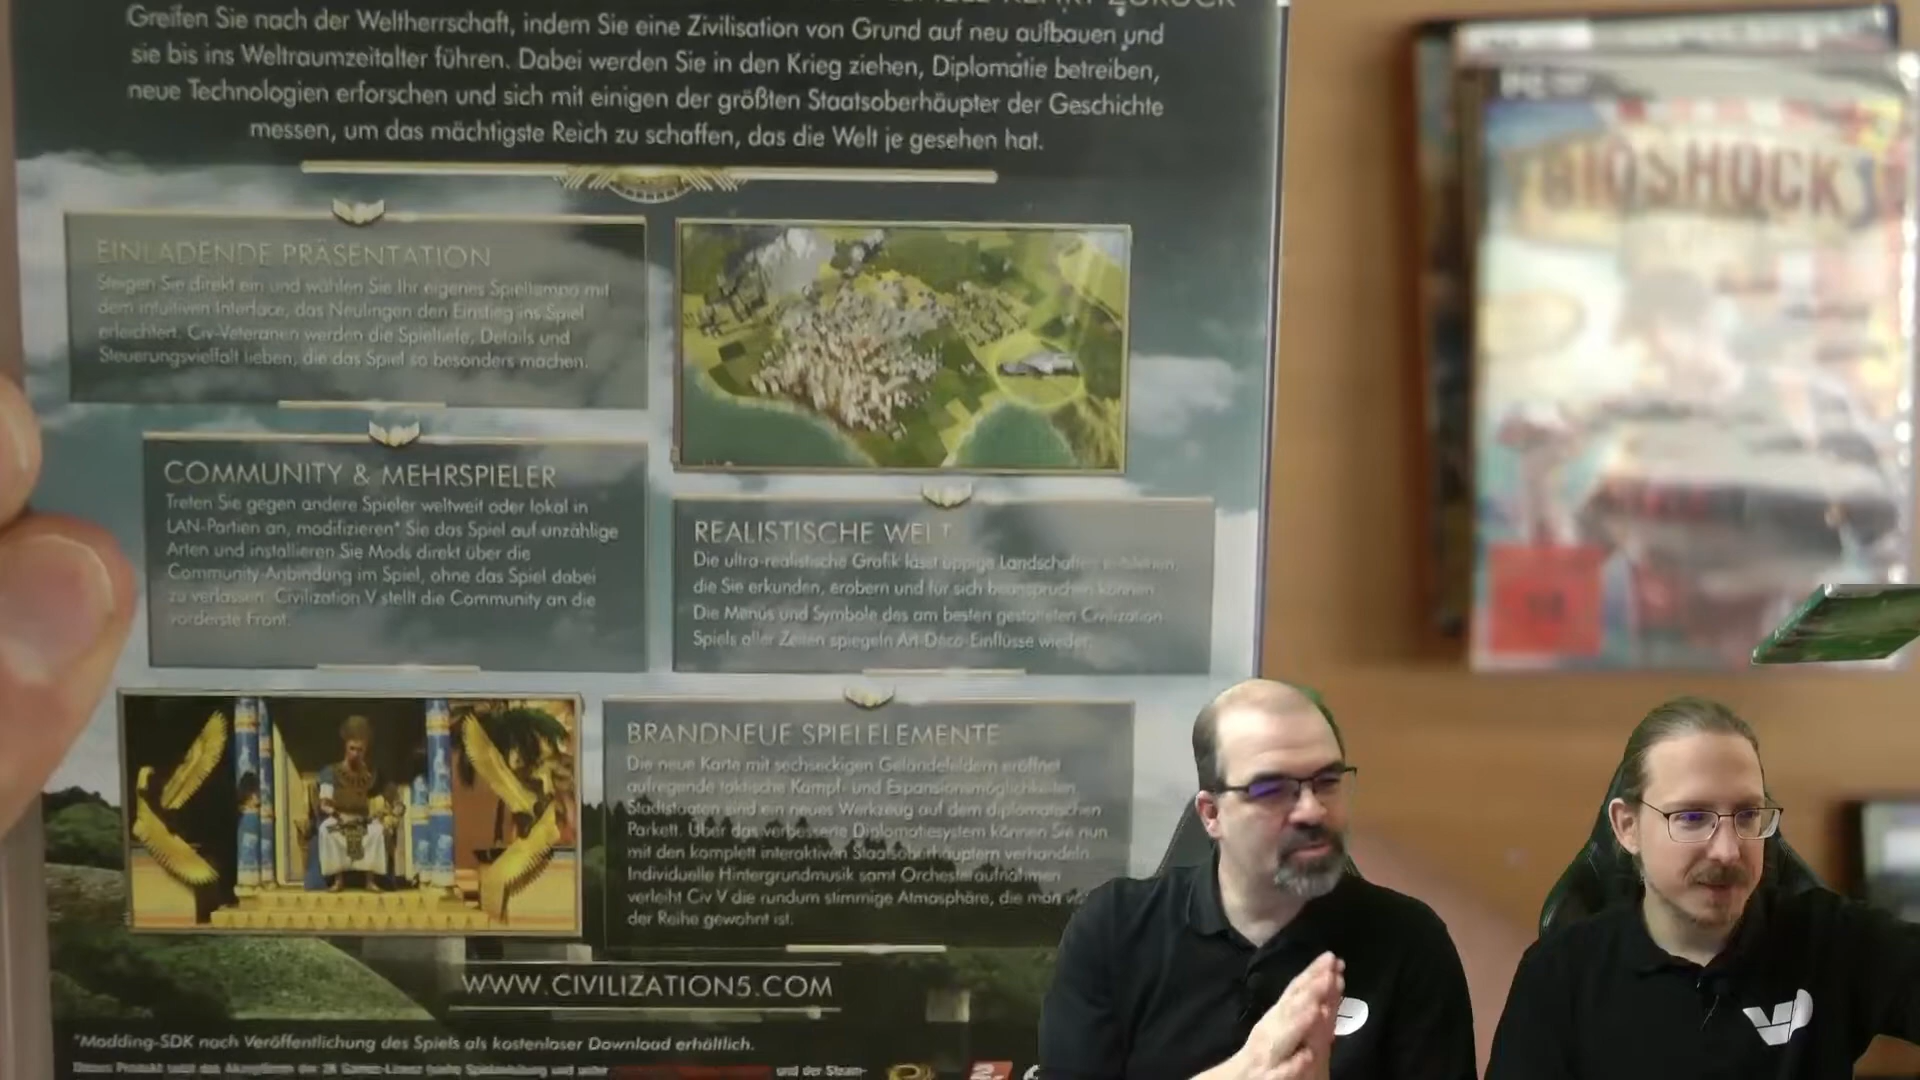 Greifen Sie nach der Weltherrschaft, indem Sie eine Zivilisation von Grund auf neu aufbauen und
sie bis ins Weltraumzeitalter führen. Dabei werden Sie in den Krieg ziehen, Diplomatie betreiben,
neue Technologien erforschen und sich mit einigen der größten Staatsoberhäupter der Geschichte
messen, um das mächtigste Reich zu schaffen, das die Welt je gesehen hat.
EINLADENDE PRÄSENTATION
Steigen Sie direkt ein und wählen Sie Ihr eigenes Spieltempo mit
dem intuitiven Interface, das Neulingen den Einstieg ins Spiel
erleichtert. Civ-Veteranen werden die Spieltiefe, Details und
Steuerungsvielfalt lieben, die das Spiel so besonders machen.
COMMUNITY & MEHRSPIELER
Treten Sie gegen andere Spieler weltweit oder lokal in
LAN-Partien an, modifizieren* Sie das Spiel auf unzählige
Arten und installieren Sie Mods direkt über die
Community-Anbindung im Spiel, ohne das Spiel dabei
zu verlassen. Civilization V stellt die Community an die
vorderste Front.
REALISTISCHE WELT
Die ultra-realistische Grafik lässt üppige Landschaften
die Sie erkunden, erobern und für sich beanspruchen können.
Die Menüs und Symbole des am besten gestalteten Civilization
Spiels aller Zeiten spiegeln Art-Déco-Einflüsse wieder.
BRANDNEUE SPIELELEMENTE
Die neue Karte mit sechseckigen Geländefeldern eröffnet
aufregende taktische Kampf- und Expansionsmöglichkeiten.
Stadtstaaten sind ein neues Werkzeug auf dem diplomatischen
Parkett. Über das verbesserte Diplomatiesystem können Sie nun
mit den komplett interaktiven Staatsoberhäuptern verhandeln.
Individuelle Hintergrundmusik samt Orchesteraufnahmen
verleiht Civ V die rundum stimmige Atmosphäre, die man
der Reihe gewohnt ist.
WWW.CIVILIZATION5.COM
*Modding-SDK nach Veröffentlichung des Spiels als kostenloser Download erhältlich.
und der Steam-
BIOSHOCK